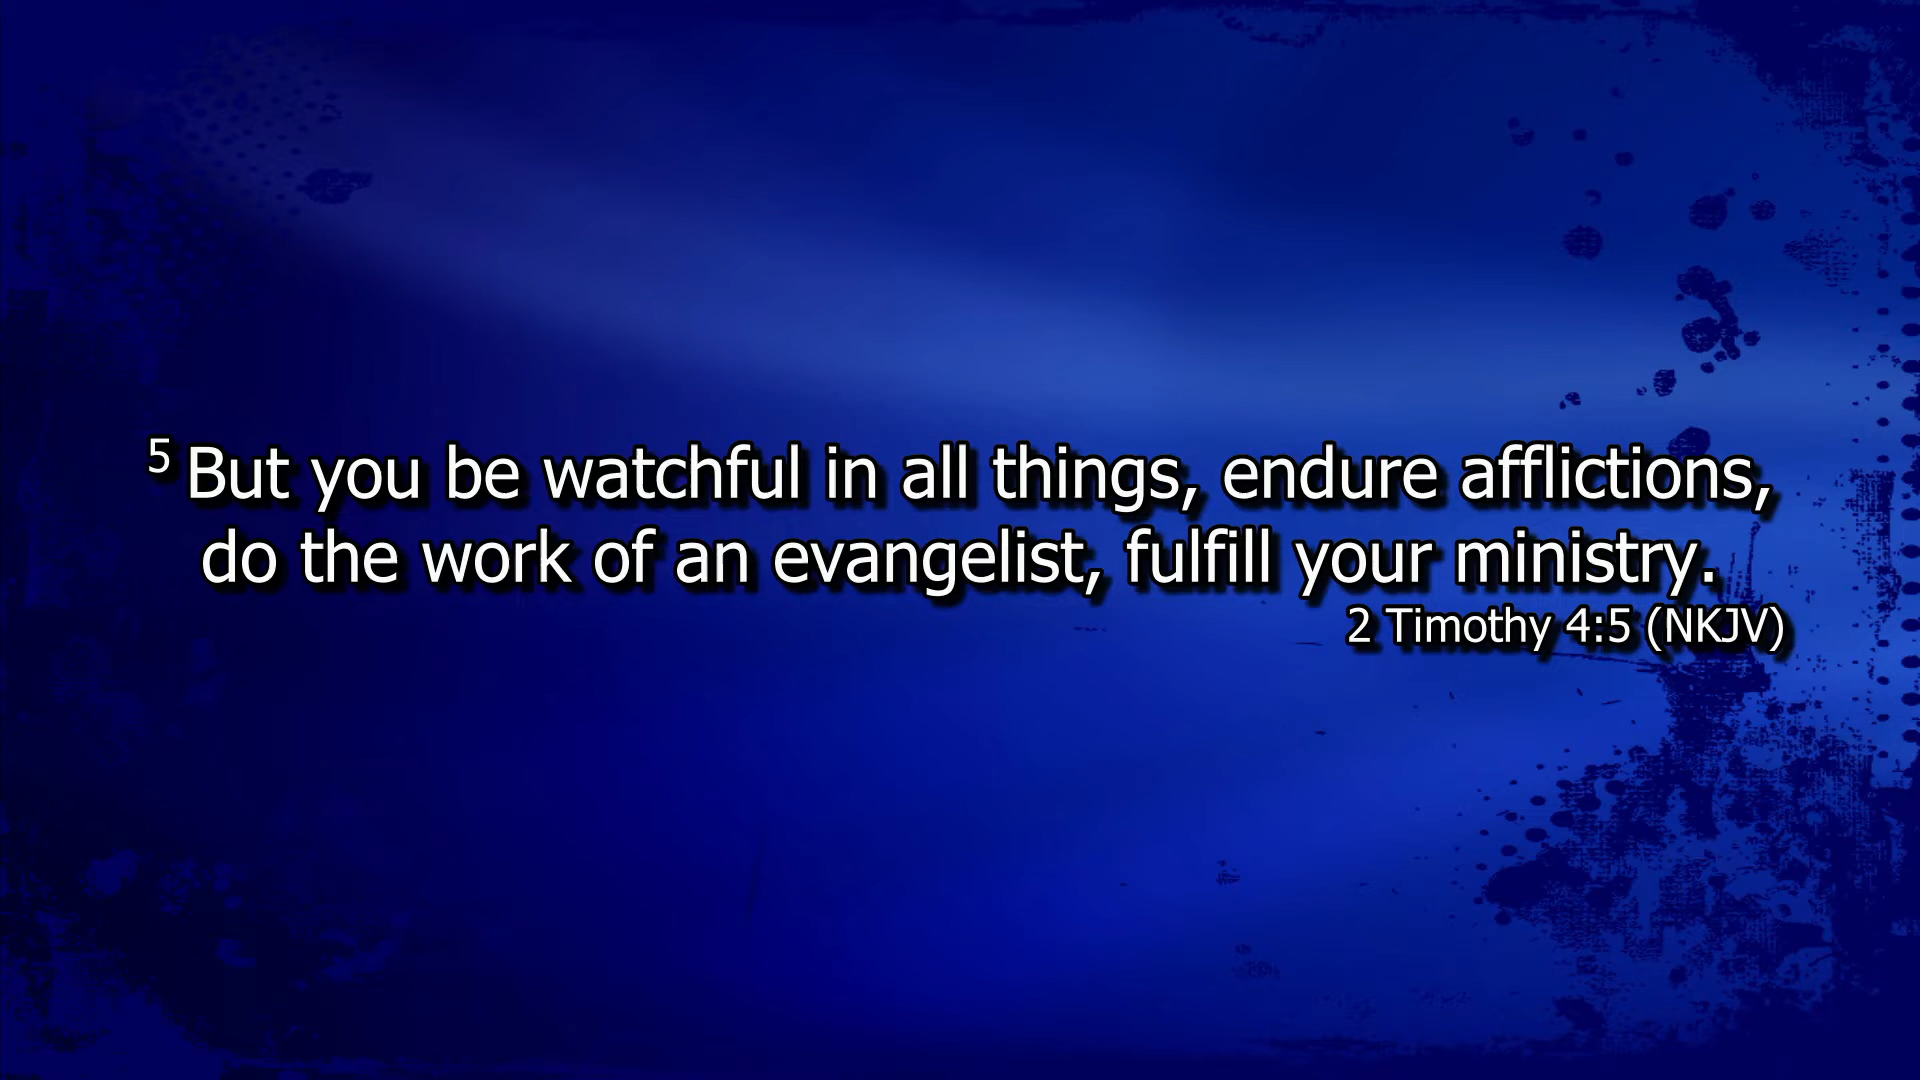 5 But you be watchful in all things, endure afflictions,
do the work of an evangelist, fulfill your ministry.
2 Timothy 4:5 (NKJV)